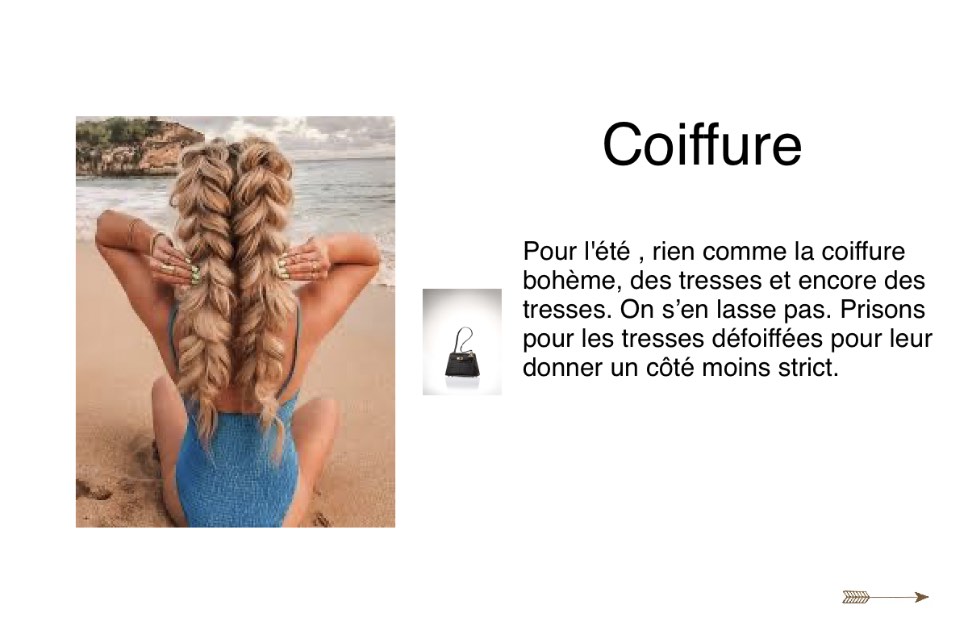 Coiffure
Pour l'été , rien comme la coiffure
bohème, des tresses et encore des
tresses. On s’en lasse pas. Prisons
pour les tresses défoiffées pour leur
donner un côté moins strict.